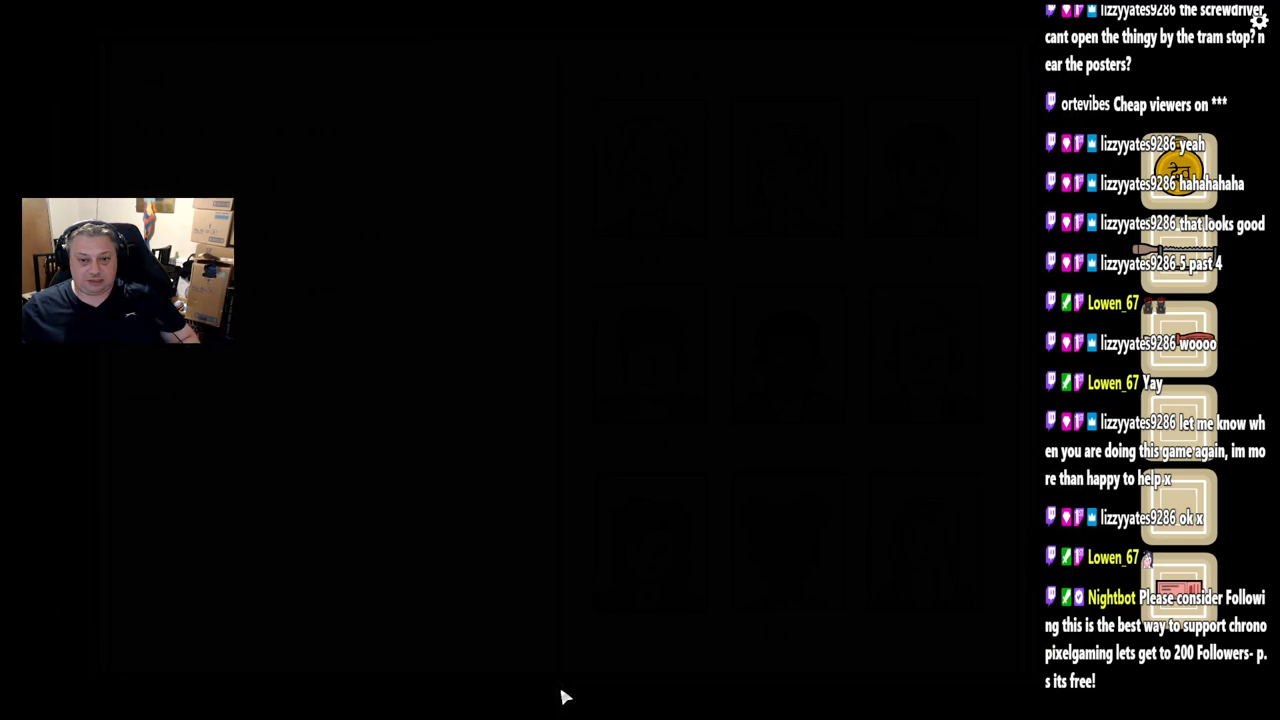 lizzyyates9286 the screwdriver
cant open the thingy by the tram stop? n
ear the posters?
ortevibes Cheap viewers on ***
lizzyyates9286 yeah
lizzyyates9286 hahahahaha
lizzyyates9286 that looks good
lizzyyates9286 5 past 4
Lowen_67
lizzyyates9286 woooo
Lowen_67 Yay
lizzyyates9286 let me know wh
en you are doing this game again, im mo
re than happy to help x
lizzyyates9286 ok x
Lowen_67
Nightbot Please consider Followi
ng this is the best way to support chrono
pixelgaming lets get to 200 Followers- p.
s its free!